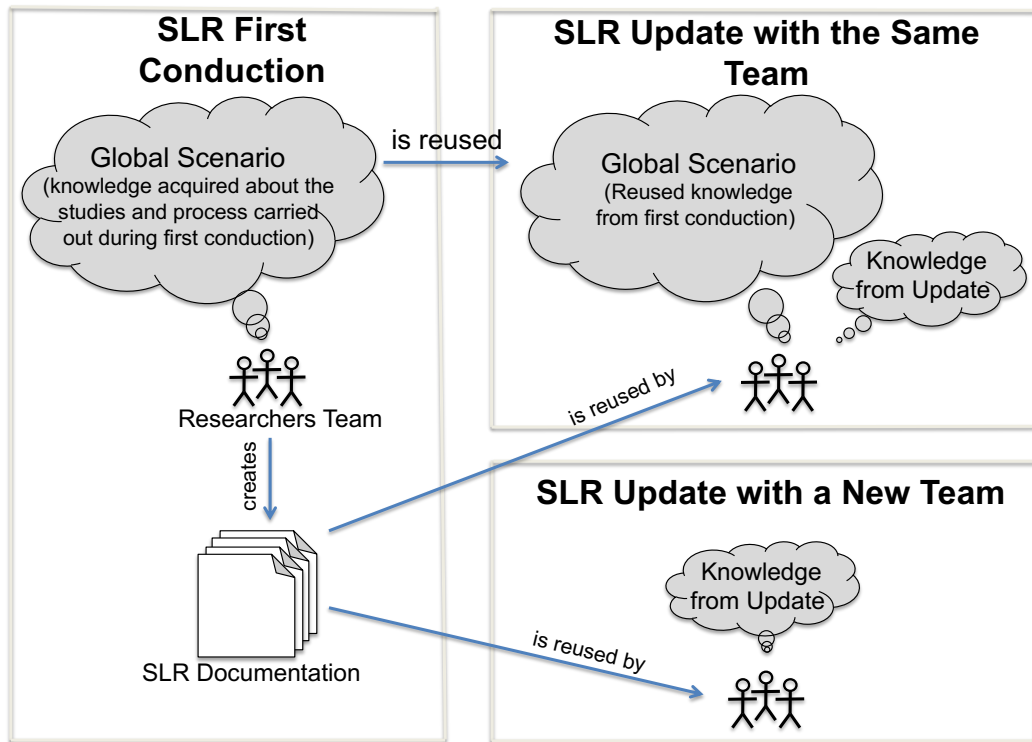 SLR First
Conduction
Global Scenario
(knowledge acquired about the
studies and process carried
out during first conduction)
Researchers Team
creates
SLR Documentation
is reused
SLR Update with the Same
Team
Global Scenario
(Reused knowledge
from first conduction)
Knowledge
from Update
is reused by
SLR Update with a New Team
Knowledge
from Update
is reused by